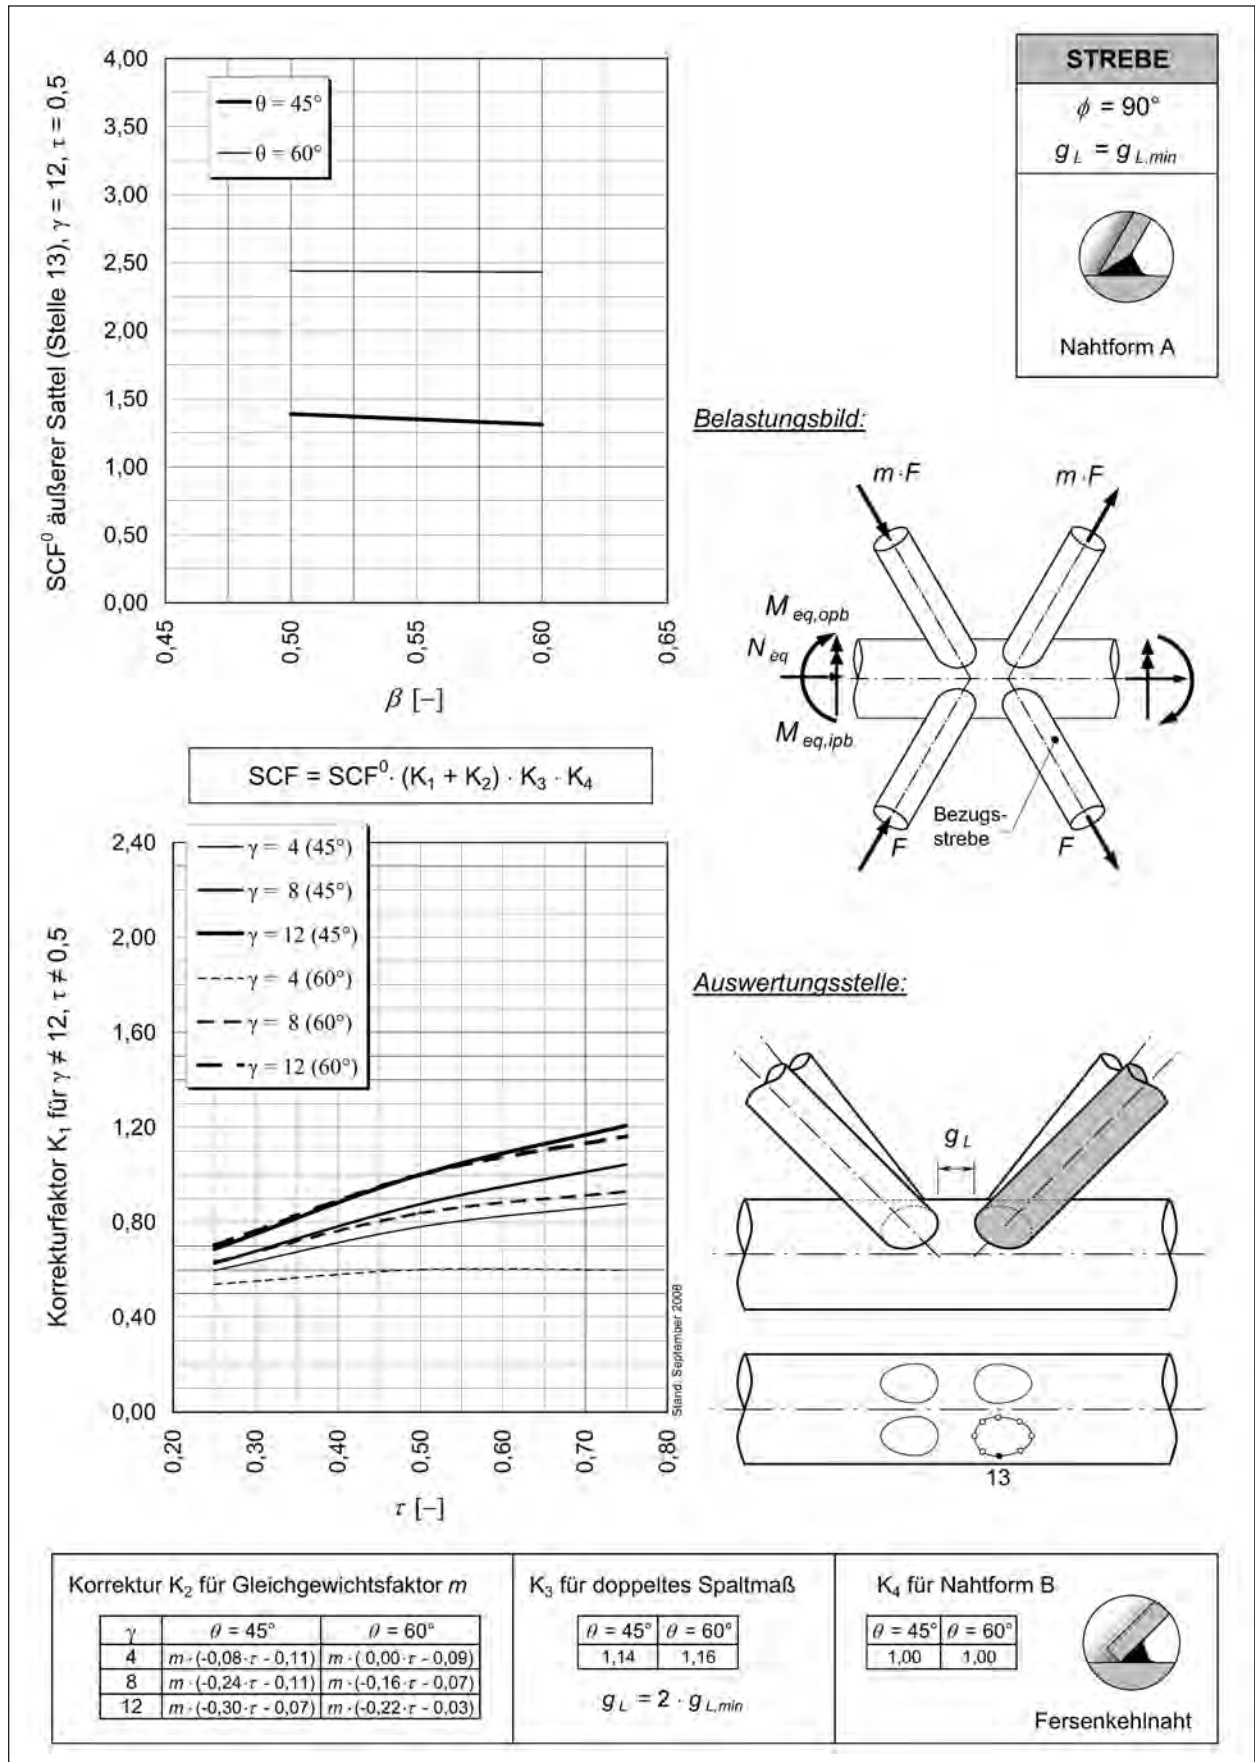 SCF⁰ äußerer Sattel (Stelle 13), γ = 12, τ = 0,5
4,00
3,50
3,00
2,50
2,00
1,50
1,00
0,50
0,00
θ = 45°
θ = 60°
0,45
0,50
0,55
0,60
0,65
β [–]
STREBE
ϕ = 90°
g L = g L,min
Nahtform A
Belastungsbild:
m·F
m·F
M eq,opb
N eq
M eq,ipb
Bezugs-
strebe
F
F
SCF = SCF⁰· (K₁ + K₂) · K₃ · K₄
Korrekturfaktor K₁ für γ ≠ 12, τ ≠ 0,5
2,40
2,00
1,60
1,20
0,80
0,40
0,00
γ = 4 (45°)
γ = 8 (45°)
γ = 12 (45°)
γ = 4 (60°)
γ = 8 (60°)
γ = 12 (60°)
0,20
0,30
0,40
0,50
0,60
0,70
0,80
τ [–]
Stand: September 2008
Auswertungsstelle:
g L
13
Korrektur K₂ für Gleichgewichtsfaktor m
γ θ = 45° θ = 60°
4 m·(-0,08·τ - 0,11) m·( 0,00·τ - 0,09)
8 m·(-0,24·τ - 0,11) m·(-0,16·τ - 0,07)
12 m·(-0,30·τ - 0,07) m·(-0,22·τ - 0,03)
K₃ für doppeltes Spaltmaß
θ = 45° θ = 60°
1,14 1,16
g L = 2 · g L,min
K₄ für Nahtform B
θ = 45° θ = 60°
1,00 1,00
Fersenkehlnaht